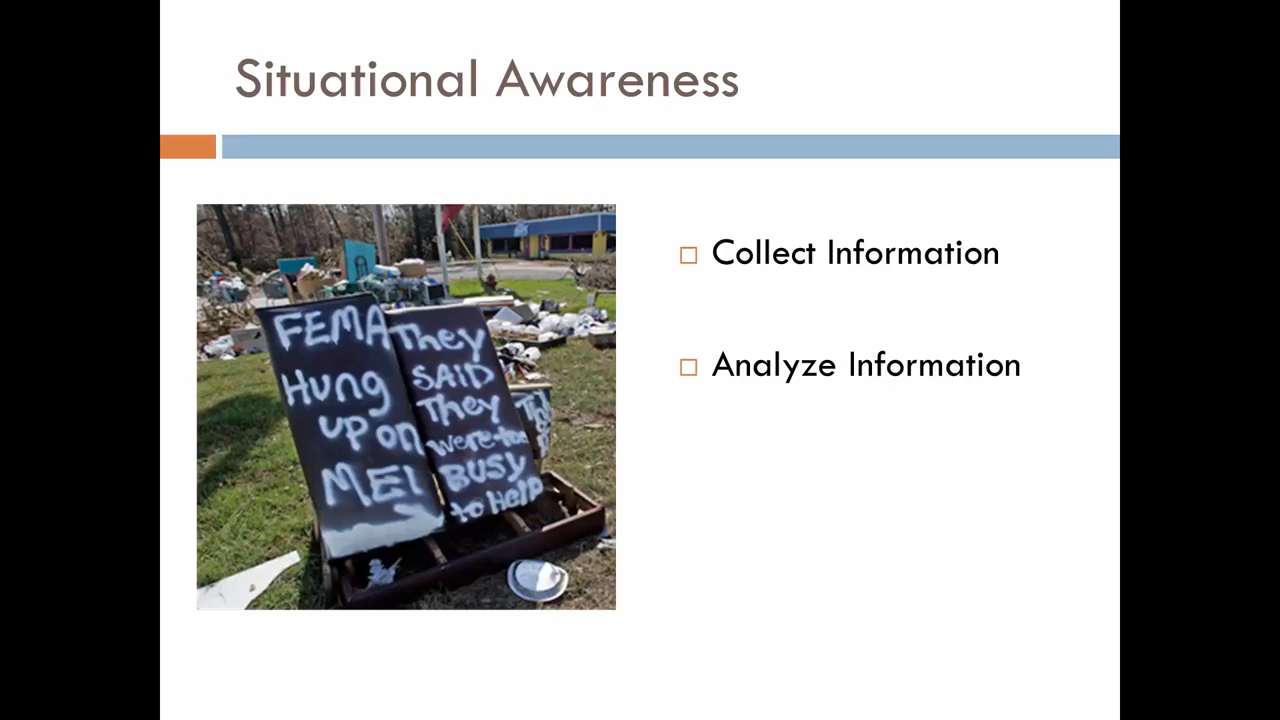 Situational Awareness
Collect Information
Analyze Information
FEMA
Hung
up on
ME!
They
SAID
They
were too
BUSY
to Help